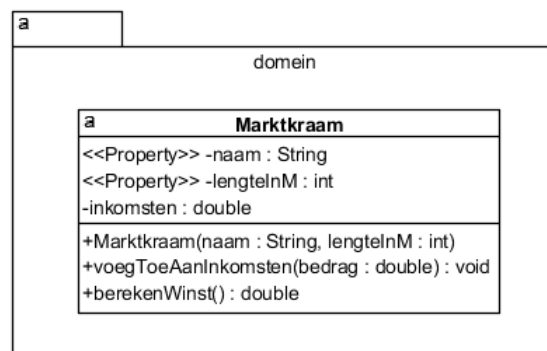 a
domein
a
Marktkraam
<<Property>> -naam : String
<<Property>> -lengteInM : int
-inkomsten : double
+Marktkraam(naam : String, lengteInM : int)
+voegToeAanInkomsten(bedrag : double) : void
+berekenWinst() : double